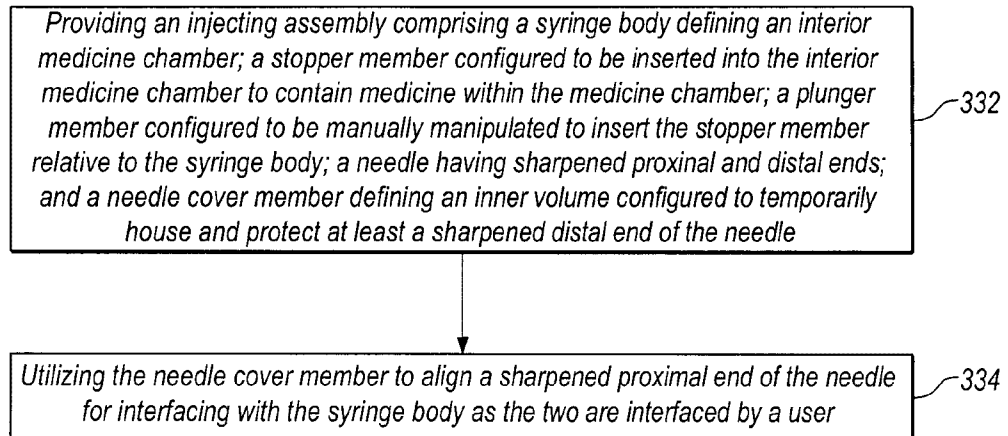 Providing an injecting assembly comprising a syringe body defining an interior
medicine chamber; a stopper member configured to be inserted into the interior
medicine chamber to contain medicine within the medicine chamber; a plunger
member configured to be manually manipulated to insert the stopper member
relative to the syringe body; a needle having sharpened proximal and distal ends;
and a needle cover member defining an inner volume configured to temporarily
house and protect at least a sharpened distal end of the needle
332
Utilizing the needle cover member to align a sharpened proximal end of the needle
for interfacing with the syringe body as the two are interfaced by a user
334